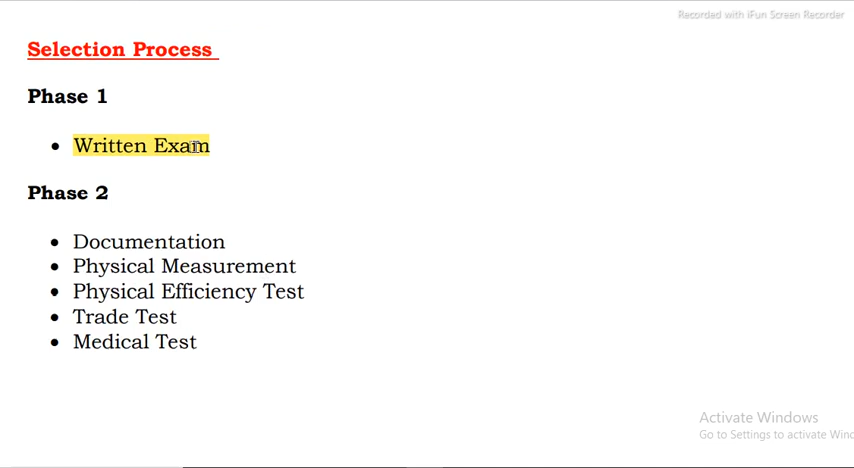 Recorded with iFun Screen Recorder
Selection Process
Phase 1
• Written Exam
Phase 2
• Documentation
• Physical Measurement
• Physical Efficiency Test
• Trade Test
• Medical Test
Activate Windows
Go to Settings to activate Winc